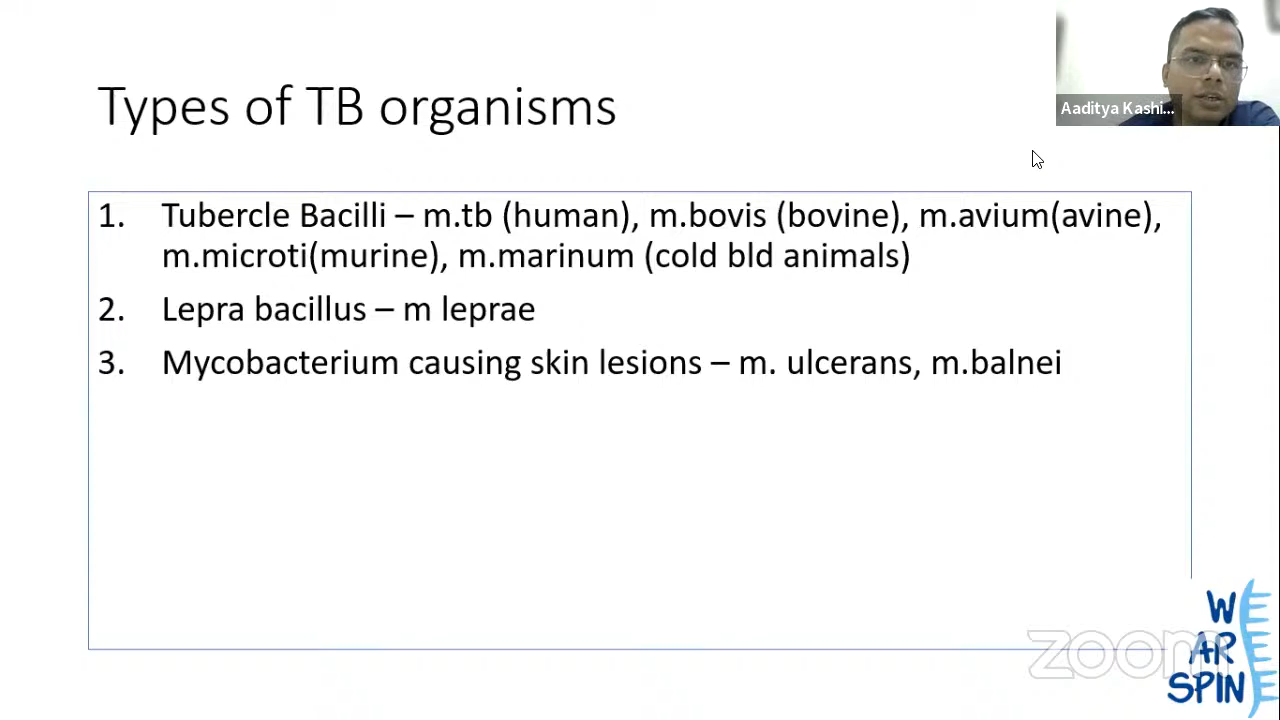 Types of TB organisms
Aaditya Kashi...
1. Tubercle Bacilli – m.tb (human), m.bovis (bovine), m.avium(avine),
m.microti(murine), m.marinum (cold bld animals)
2. Lepra bacillus – m leprae
3. Mycobacterium causing skin lesions – m. ulcerans, m.balnei
zoom
W
AR
SPIN